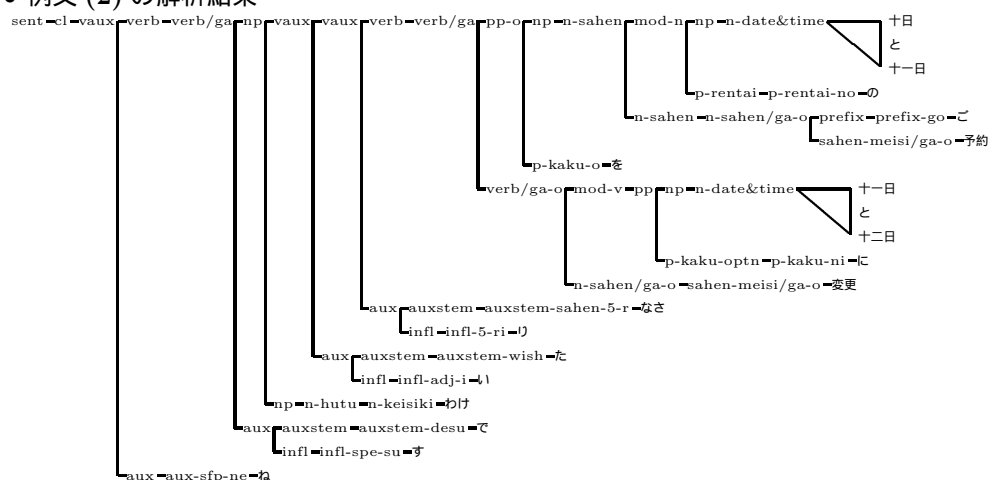 例文 (2) の解析結果
sent cl vaux verb verb/ga np vaux vaux verb verb/ga pp-o np n-sahen mod-n np n-date&time 十日
と
十一日
p-rentai p-rentai-no の
n-sahen n-sahen/ga-o prefix prefix-go ご
sahen-meisi/ga-o 予約
p-kaku-o を
verb/ga-o mod-v pp np n-date&time 十一日
と
十二日
p-kaku-optn p-kaku-ni に
n-sahen/ga-o sahen-meisi/ga-o 変更
aux auxstem auxstem-sahen-5-r なさ
infl infl-5-ri り
aux auxstem auxstem-wish た
infl infl-adj-i い
np n-hutu n-keisiki わけ
aux auxstem auxstem-desu で
infl infl-spe-su す
aux aux-sfp-ne ね